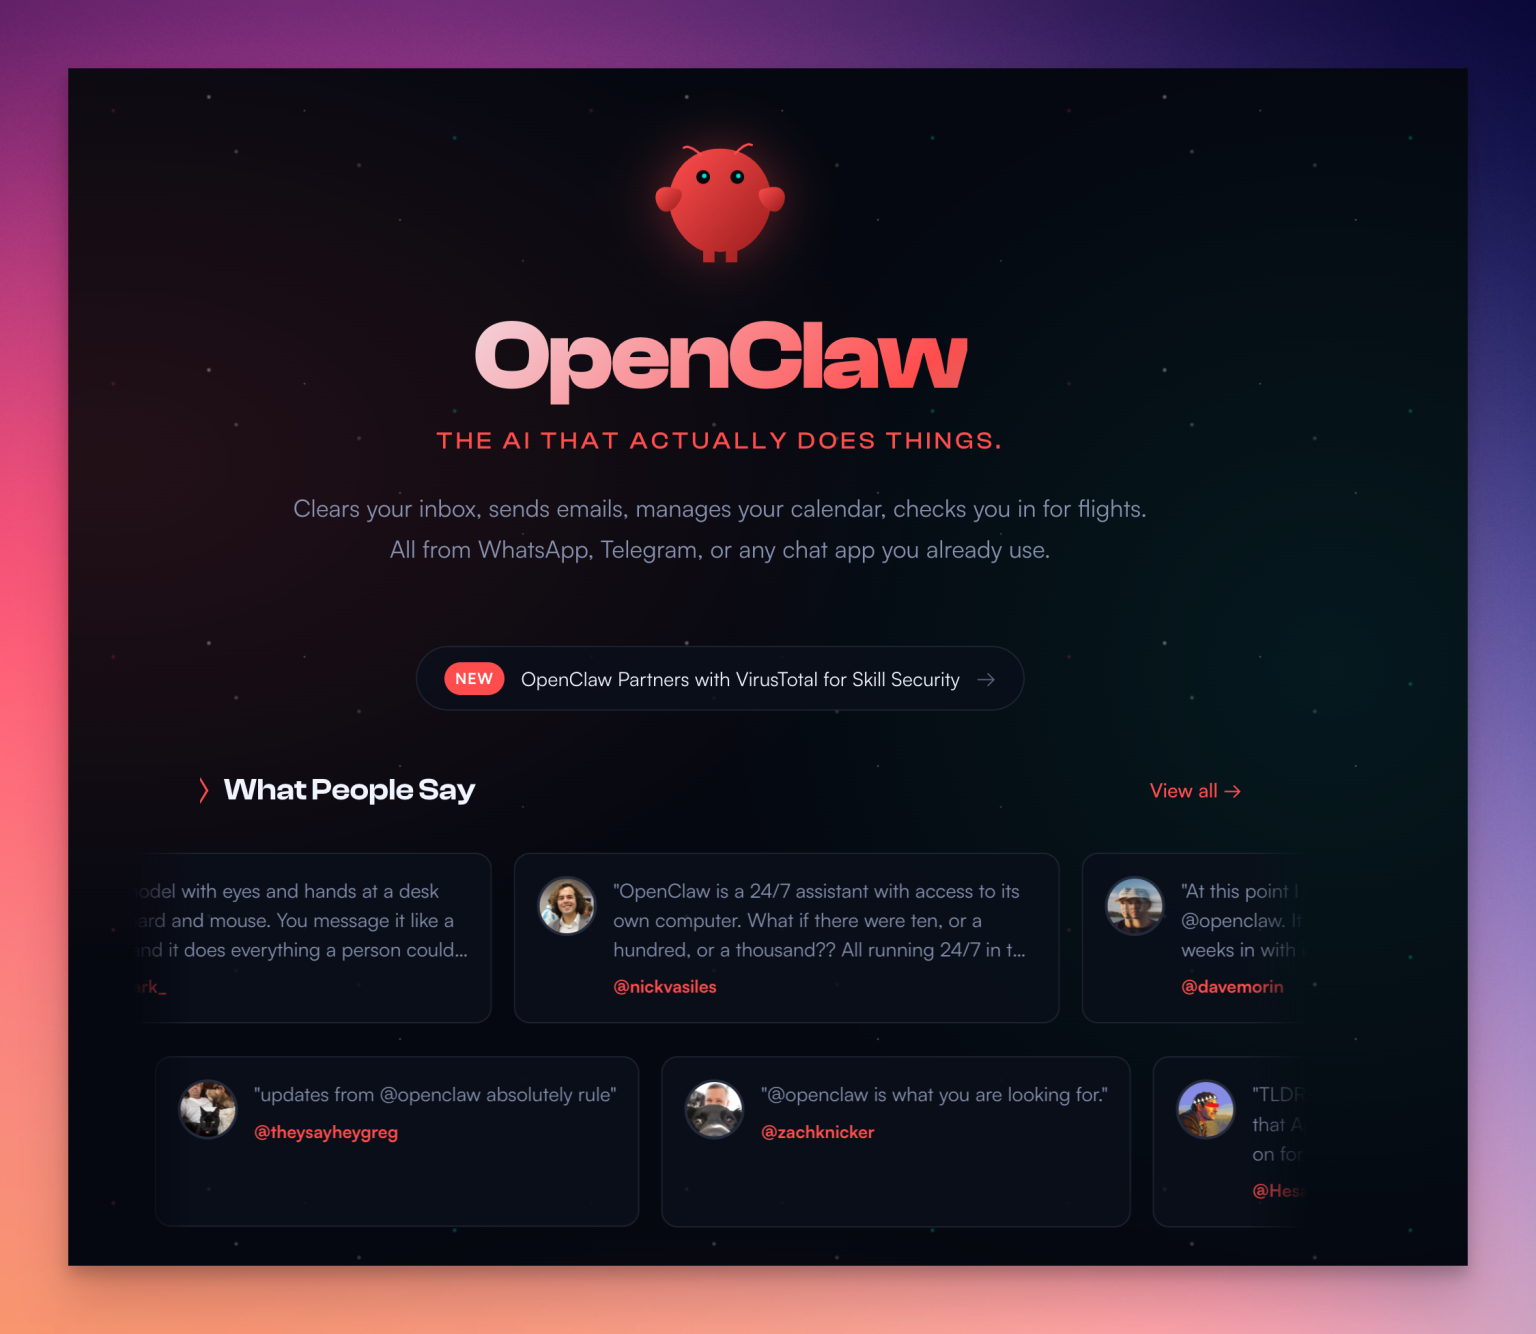 OpenClaw
THE AI THAT ACTUALLY DOES THINGS.
Clears your inbox, sends emails, manages your calendar, checks you in for flights.
All from WhatsApp, Telegram, or any chat app you already use.
NEW OpenClaw Partners with VirusTotal for Skill Security →
⟩ What People Say
View all →
with eyes and hands at a desk
and mouse. You message it like a
it does everything a person could...
"OpenClaw is a 24/7 assistant with access to its
own computer. What if there were ten, or a
hundred, or a thousand?? All running 24/7 in t...
@nickvasiles
"At this point
@openclaw.
weeks in with
@davemorin
"updates from @openclaw absolutely rule"
@theysayheygreg
"@openclaw is what you are looking for."
@zachknicker
"TLDR
that
on for